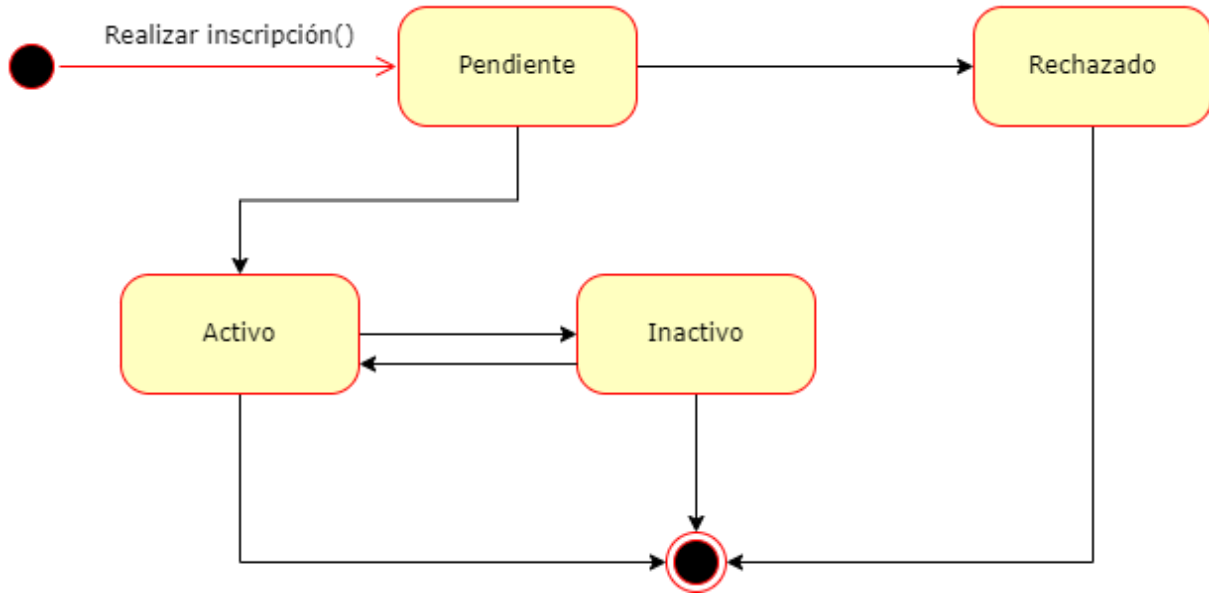 Realizar inscripción()
Pendiente
Rechazado
Activo
Inactivo